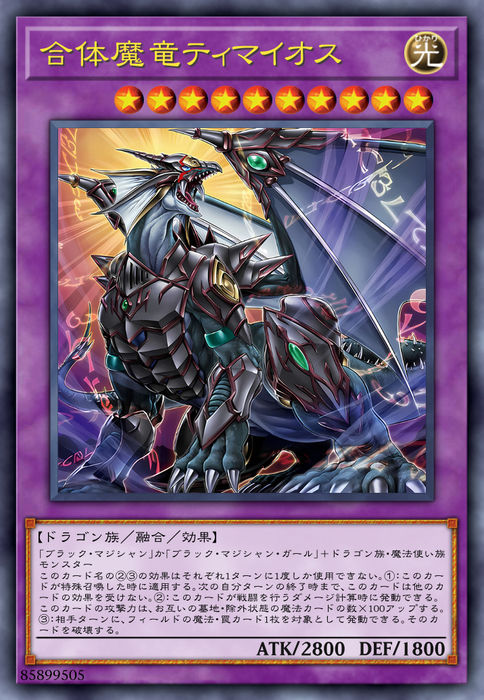 合体魔竜ティマイオス
ひかり
光
【ドラゴン族／融合／効果】
「ブラック・マジシャン」か「ブラック・マジシャン・ガール」＋ドラゴン族・魔法使い族
モンスター
このカード名の②③の効果はそれぞれ1ターンに1度しか使用できない。①：このカー
ドが特殊召喚した時に適用する。次の自分ターンの終了時まで、このカードは他のカ
ードの効果を受けない。②：このカードが戦闘を行うダメージ計算時に発動できる。
このカードの攻撃力は、お互いの墓地・除外状態の魔法カードの数×100アップする。
③：相手ターンに、フィールドの魔法・罠カード1枚を対象として発動できる。そのカ
ードを破壊する。
ATK/2800 DEF/1800
85899505